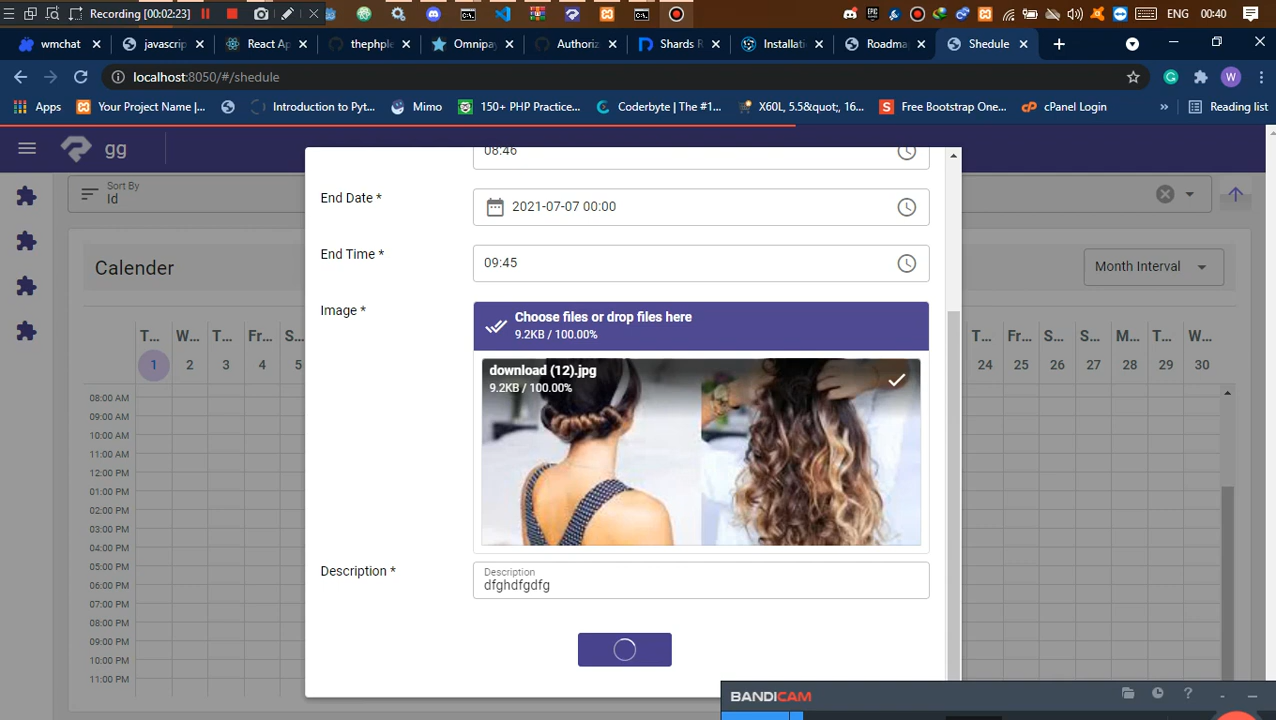 Recording [00:02:23]
ENG 00:40
wmchat javascrip React Ap thephple Omnipay Authoriz Shards R Installati Roadma Shedule
localhost:8050/#/shedule W
Apps Your Project Name |... Introduction to Pyt... Mimo 150+ PHP Practice... Coderbyte | The #1... X60L, 5.5&quot;, 16... Free Bootstrap One... cPanel Login » Reading list
gg
Sort By
Id
08:46
End Date *
2021-07-07 00:00
End Time *
09:45
Image *
Choose files or drop files here
9.2KB / 100.00%
download (12).jpg
9.2KB / 100.00%
Description *
Description
dfghdfgdfg
Calender
Month Interval
T... W... T... Fr... S... T... Fr... S... S... M... T... W...
1 2 3 4 5 24 25 26 27 28 29 30
08:00 AM
09:00 AM
10:00 AM
11:00 AM
12:00 PM
01:00 PM
02:00 PM
03:00 PM
04:00 PM
05:00 PM
06:00 PM
07:00 PM
08:00 PM
09:00 PM
10:00 PM
11:00 PM
BANDICAM